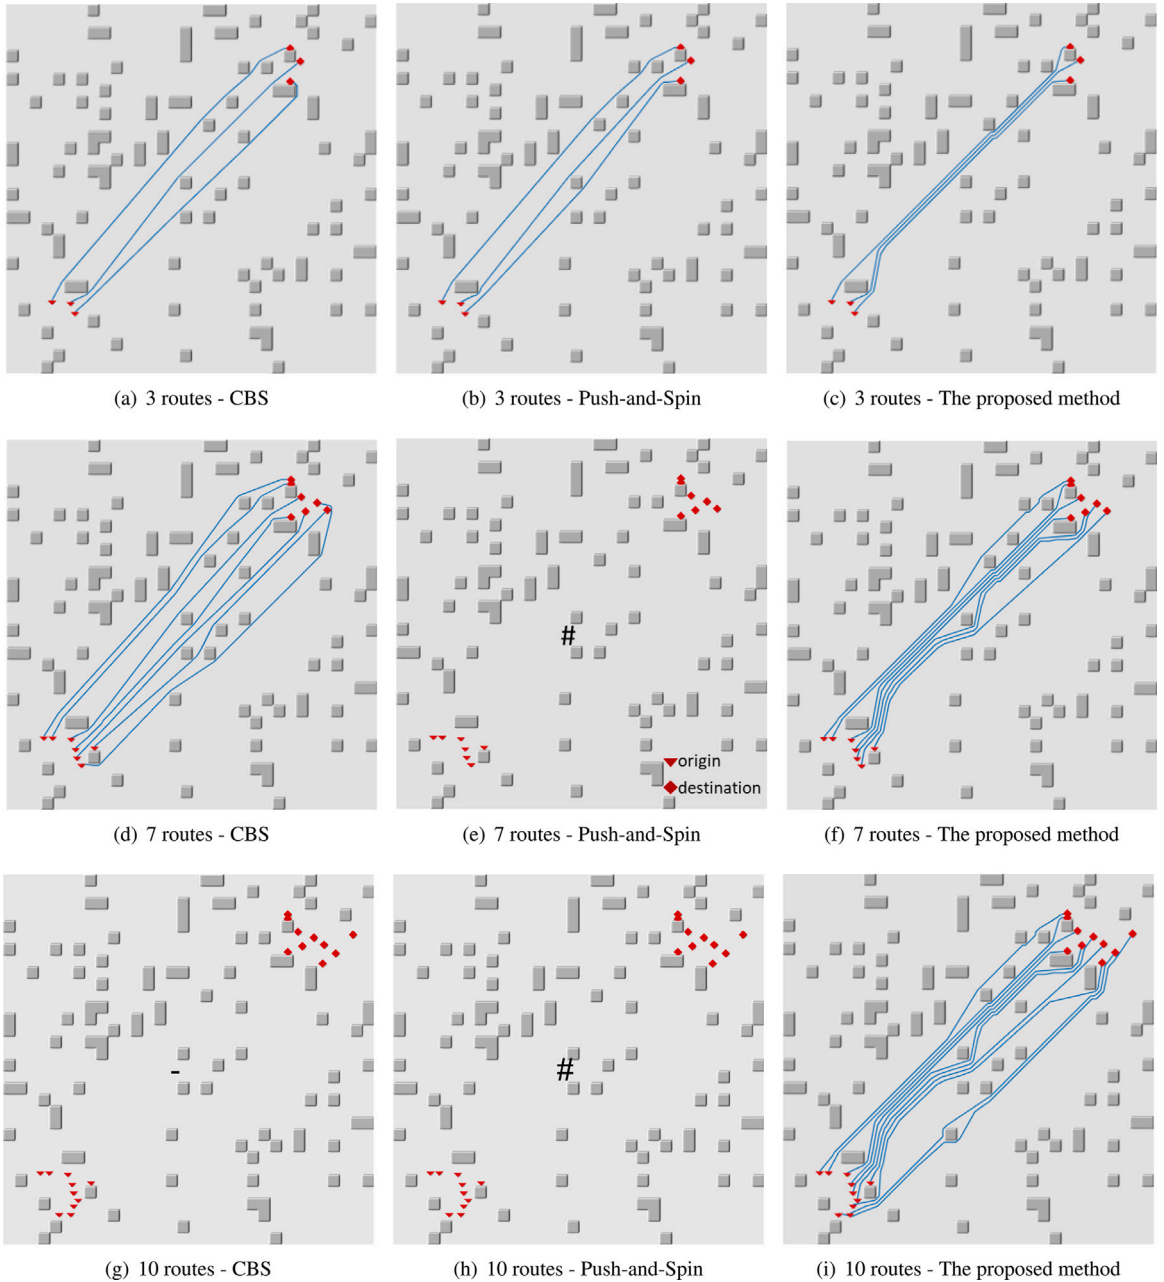 (a) 3 routes - CBS
(b) 3 routes - Push-and-Spin
(c) 3 routes - The proposed method
#
origin
destination
(d) 7 routes - CBS
(e) 7 routes - Push-and-Spin
(f) 7 routes - The proposed method
-
#
(g) 10 routes - CBS
(h) 10 routes - Push-and-Spin
(i) 10 routes - The proposed method